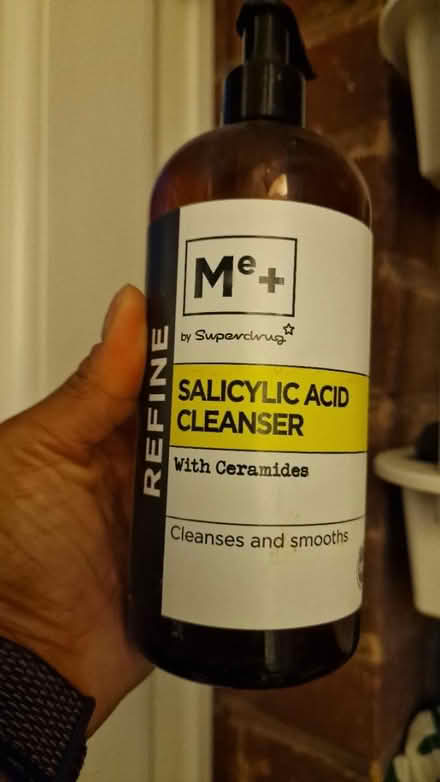 Me+
by Superdrug
REFINE
SALICYLIC ACID
CLEANSER
With Ceramides
Cleanses and smooths